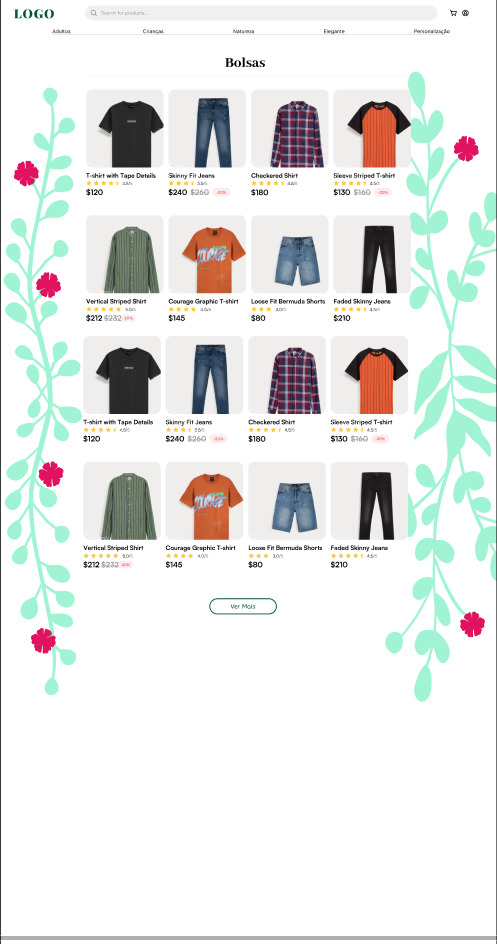 LOGO
Search for products...
Adultos Crianças Natureza Elegante Personalização
Bolsas
T-shirt with Tape Details Skinny Fit Jeans Checkered Shirt Sleeve Striped T-shirt
4.5/5 3.5/5 4.5/5 4.5/5
$120 $240 $260 -20% $180 $130 $160 -30%
Vertical Striped Shirt Courage Graphic T-shirt Loose Fit Bermuda Shorts Faded Skinny Jeans
5.0/5 4.0/5 3.0/5 4.5/5
$212 $232 -20% $145 $80 $210
T-shirt with Tape Details Skinny Fit Jeans Checkered Shirt Sleeve Striped T-shirt
4.5/5 3.5/5 4.5/5 4.5/5
$120 $240 $260 -20% $180 $130 $160 -30%
Vertical Striped Shirt Courage Graphic T-shirt Loose Fit Bermuda Shorts Faded Skinny Jeans
5.0/5 4.0/5 3.0/5 4.5/5
$212 $232 -20% $145 $80 $210
Ver Mais